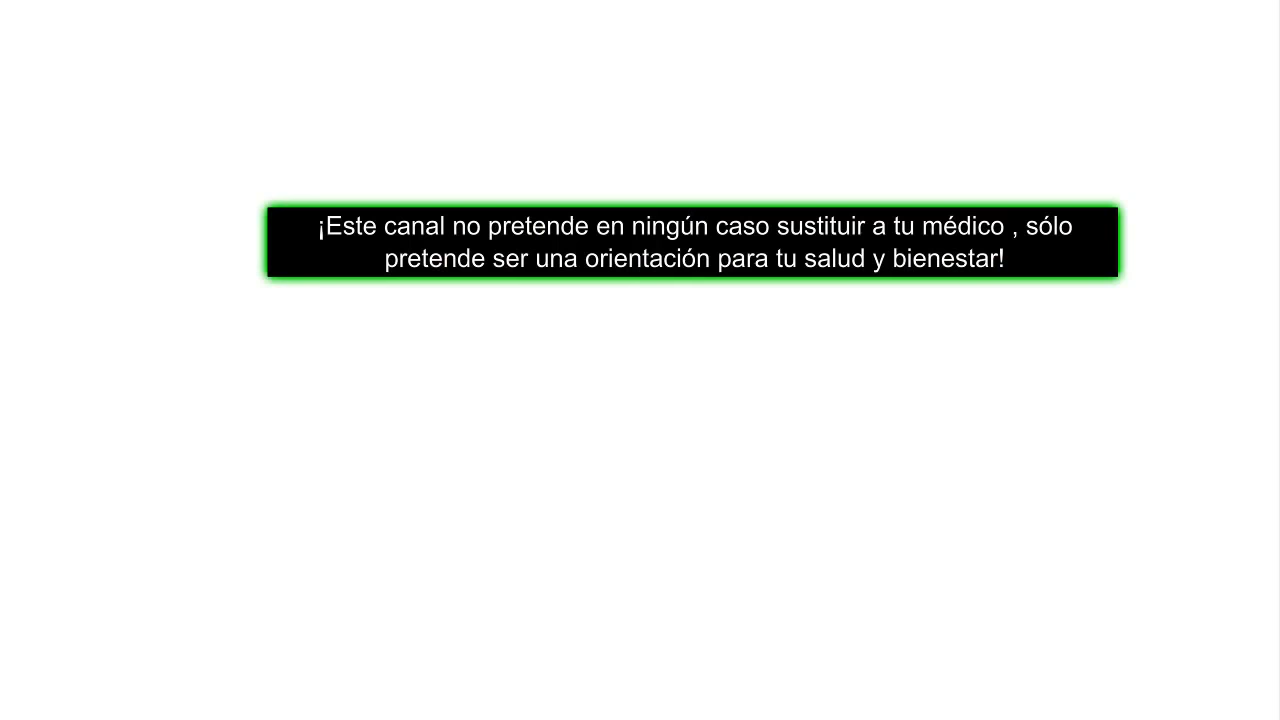 ¡Este canal no pretende en ningún caso sustituir a tu médico , sólo
pretende ser una orientación para tu salud y bienestar!